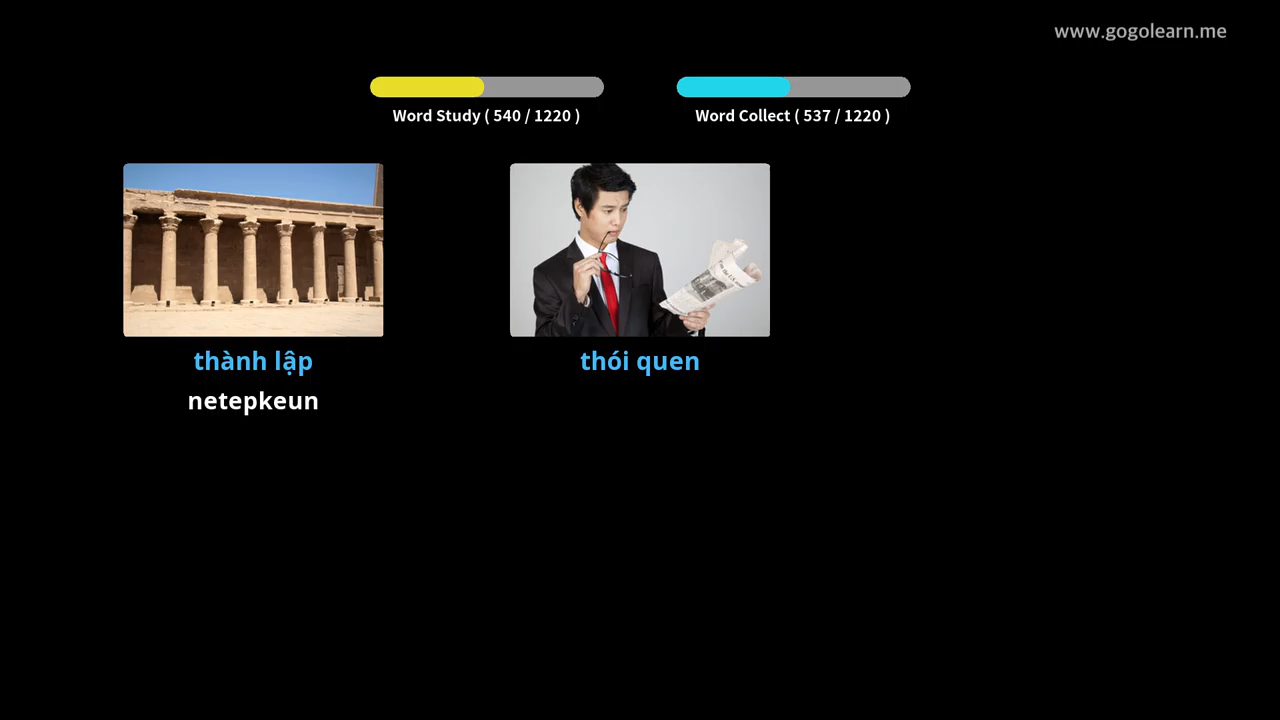 www.gogolearn.me
Word Study ( 540 / 1220 )
Word Collect ( 537 / 1220 )
thành lập
netepkeun
thói quen